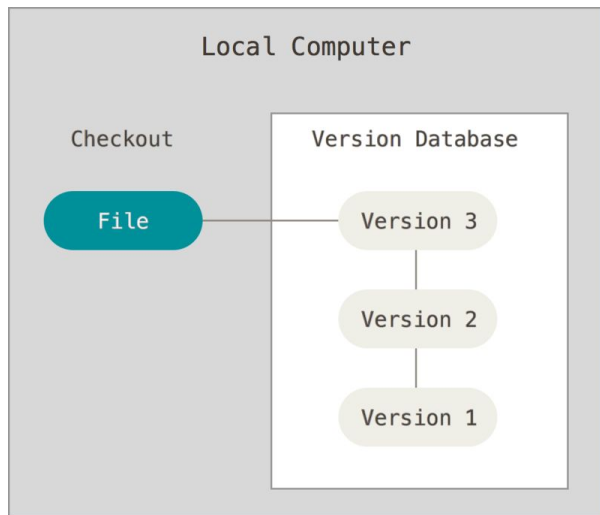 Local Computer
Checkout
Version Database
File
Version 3
Version 2
Version 1